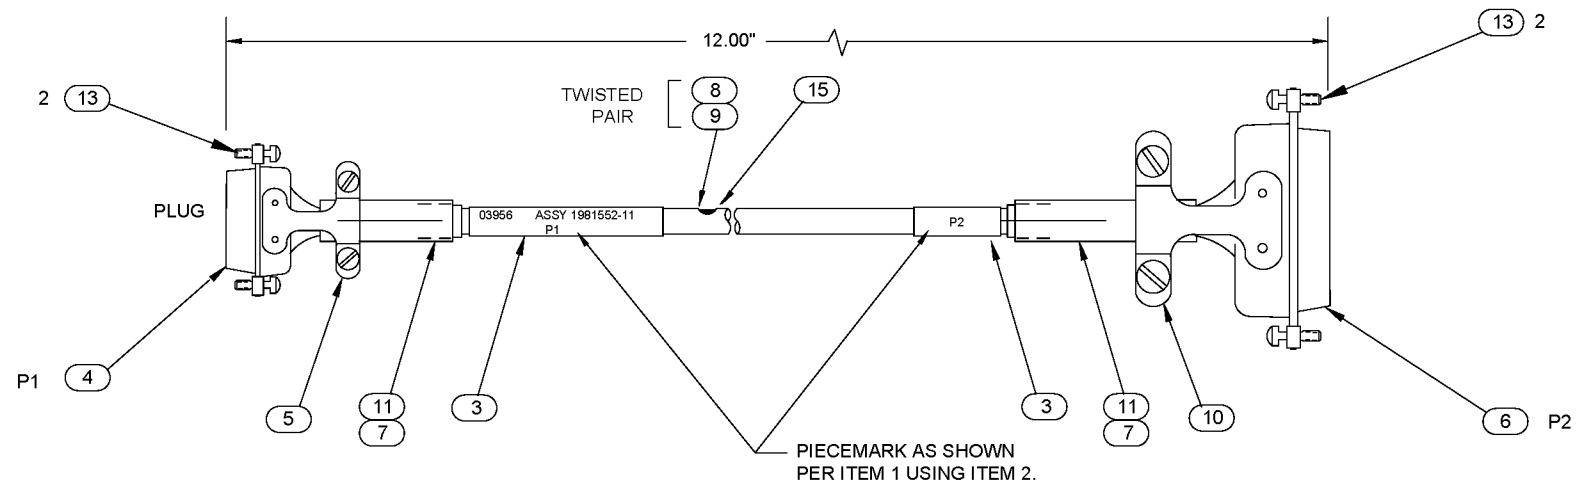 12.00"
13 2
2 13
TWISTED
PAIR
8
9
15
PLUG
03956 ASSY 1981552-11
P1
P2
P1 4
5
11
7
3
3
11
7
10
6 P2
PIECEMARK AS SHOWN
PER ITEM 1 USING ITEM 2.